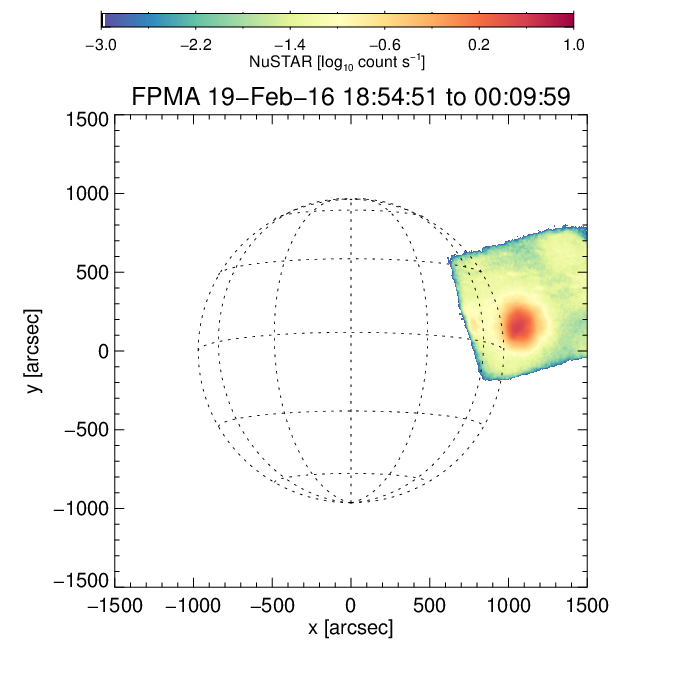 −3.0 −2.2 −1.4 −0.6 0.2 1.0
NuSTAR [log₁₀ count s⁻¹]
FPMA 19−Feb−16 18:54:51 to 00:09:59
1500
1000
500
0
−500
−1000
−1500
y [arcsec]
−1500 −1000 −500 0 500 1000 1500
x [arcsec]